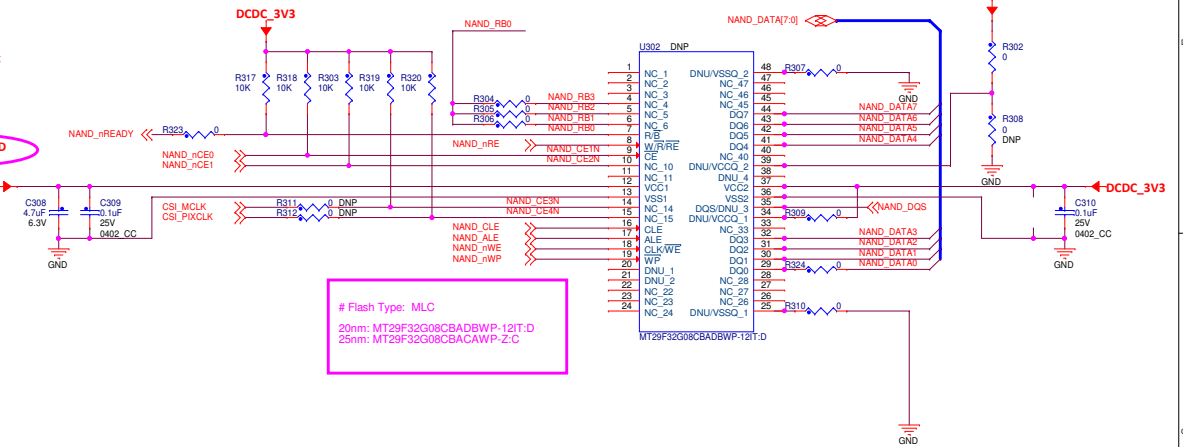 DCDC_3V3
NAND_RB0
NAND_DATA[7:0]
U302 DNP
R317 10K
R318 10K
R303 10K
R319 10K
R320 10K
R302 0
R308 0 DNP
GND
NAND_nREADY
R323 0
R304 0 NAND_RB3
R305 0 NAND_RB2
R306 0 NAND_RB1
NAND_RB0
NAND_nRE
NAND_nCE0
NAND_nCE1
NAND_CE1N
NAND_CE2N
C308 4.7uF 6.3V
C309 0.1uF 25V 0402_CC
GND
CSI_MCLK R311 0 DNP NAND_CE3N
CSI_PIXCLK R312 0 DNP NAND_CE4N
NAND_CLE
NAND_ALE
NAND_nWE
NAND_nWP
1 NC_1
2 NC_2
3 NC_3
4 NC_4
5 NC_5
6 NC_6
7 R/B
8 W/R/RE
9 CE
10 NC_10
11 NC_11
12 VCC1
13 VSS1
14 NC_14
15 NC_15
16 CLE
17 ALE
18 CLK/WE
19 WP
20 DNU_1
21 DNU_2
22 NC_22
23 NC_23
24 NC_24
DNU/VSSQ_2 48
NC_47 47
NC_46 46
NC_45 45
DQ7 44
DQ6 43
DQ5 42
DQ4 41
NC_40 40
DNU/VCCQ_2 39
DNU_4 38
VCC2 37
VSS2 36
DQS/DNU_3 35
DNU/VCCQ_1 34
NC_33 33
DQ3 32
DQ2 31
DQ1 30
DQ0 29
NC_28 28
NC_27 27
NC_26 26
DNU/VSSQ_1 25
MT29F32G08CBADBWP-12IT:D
R307 0
GND
NAND_DATA7
NAND_DATA6
NAND_DATA5
NAND_DATA4
DCDC_3V3
NAND_DQS
R309 0
C310 0.1uF 25V 0402_CC
GND
NAND_DATA3
NAND_DATA2
NAND_DATA1
R324 0 NAND_DATA0
R310 0
GND
# Flash Type: MLC
20nm: MT29F32G08CBADBWP-12IT:D
25nm: MT29F32G08CBACAWP-Z:C